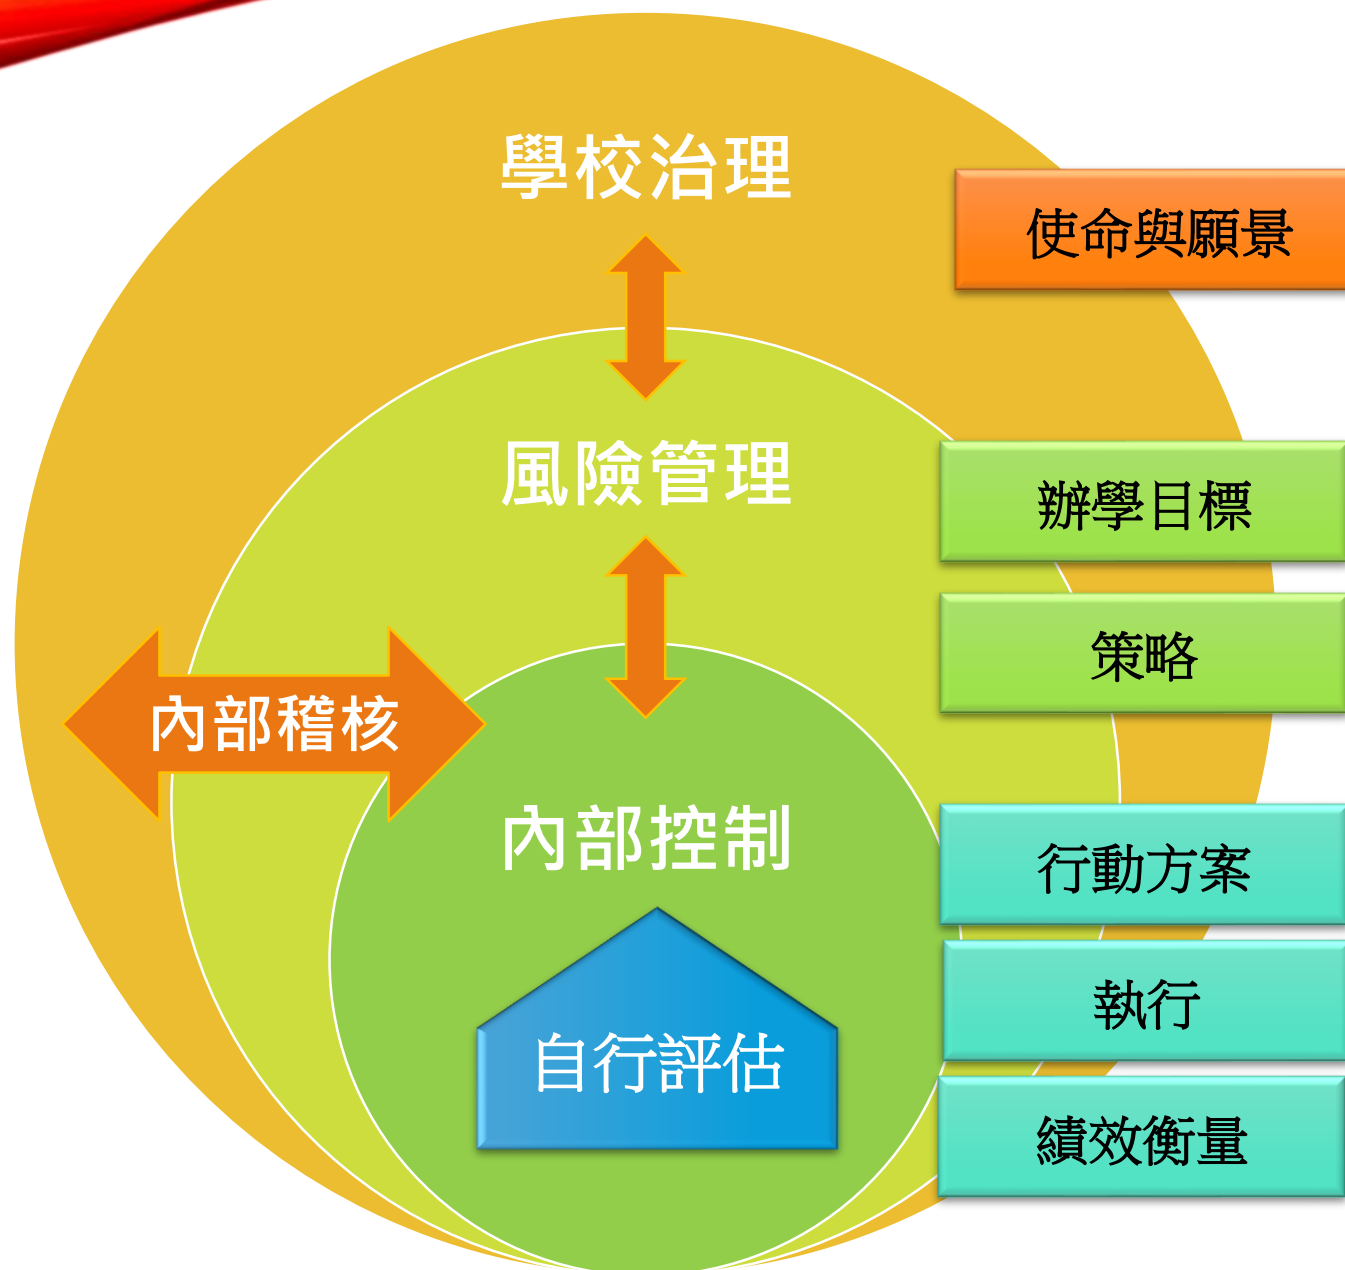 學校治理
使命與願景
風險管理
辦學目標
策略
內部稽核
內部控制
行動方案
執行
自行評估
績效衡量